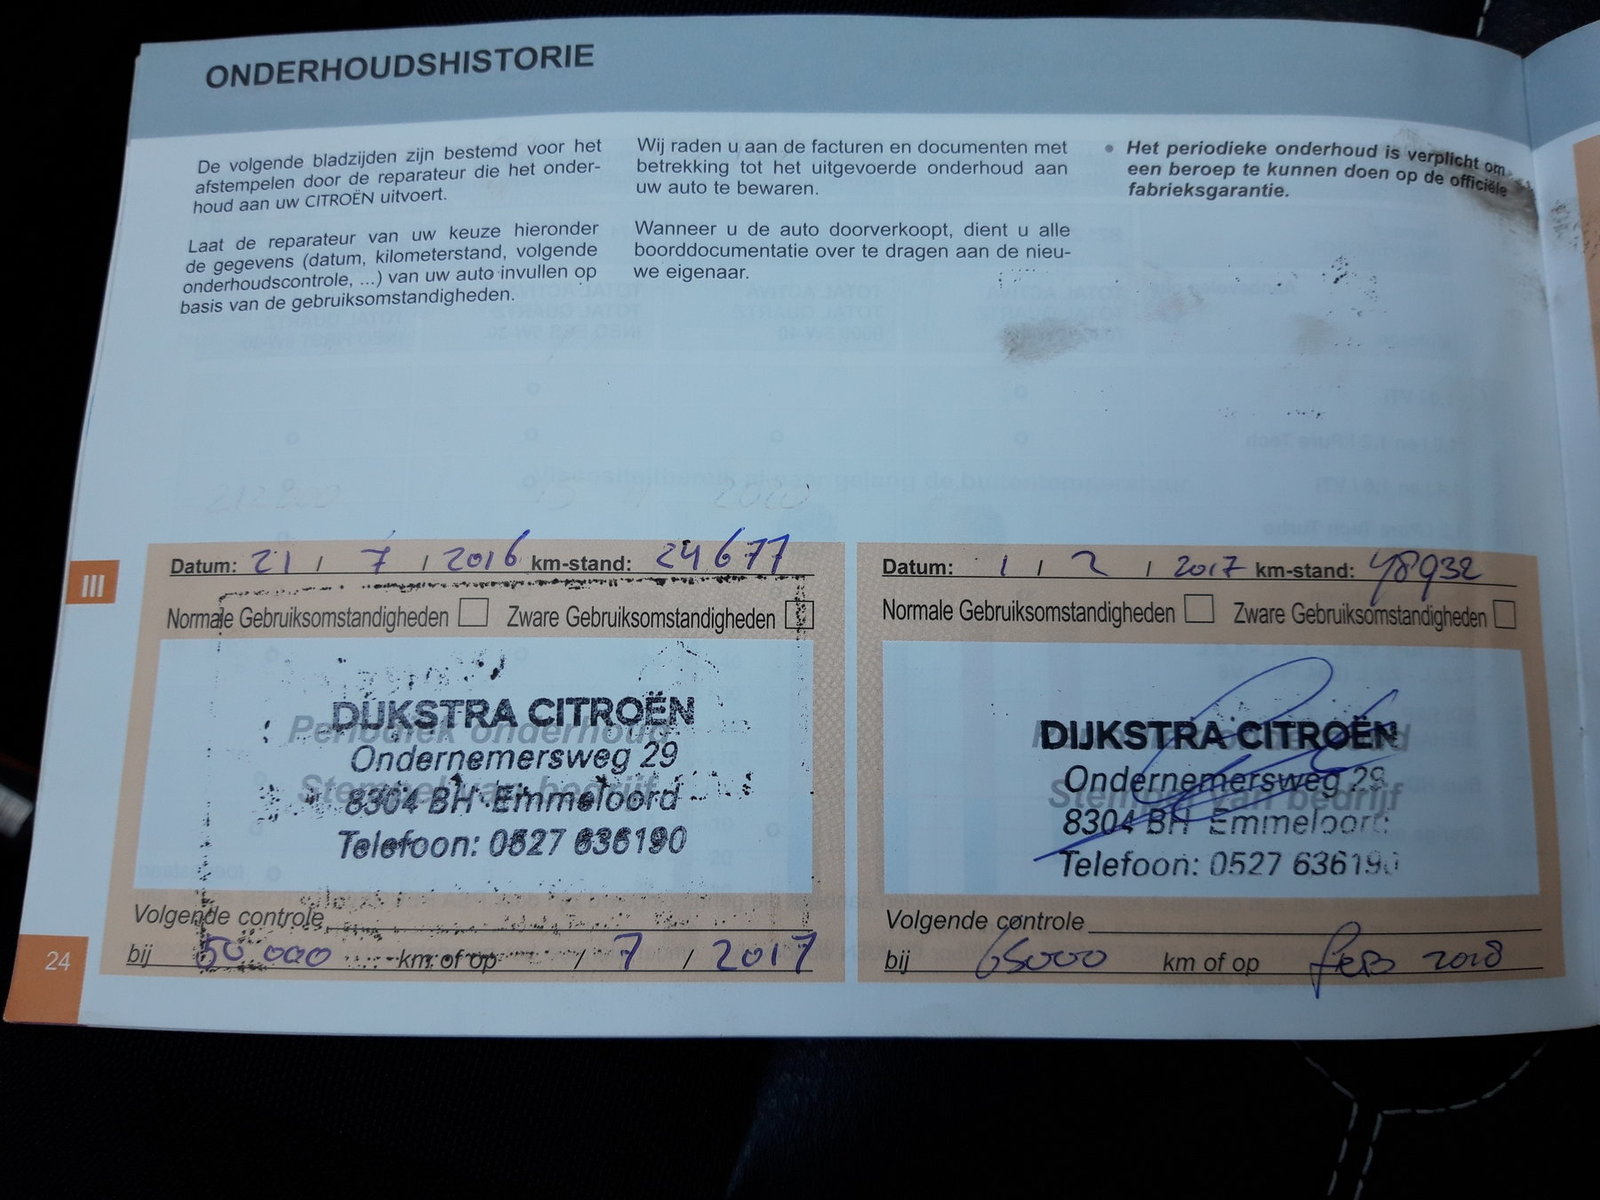 ONDERHOUDSHISTORIE
De volgende bladzijden zijn bestemd voor het
afstempelen door de reparateur die het onder-
houd aan uw CITROËN uitvoert.
Laat de reparateur van uw keuze hieronder
de gegevens (datum, kilometerstand, volgende
onderhoudscontrole, ...) van uw auto invullen op
basis van de gebruiksomstandigheden.
Wij raden u aan de facturen en documenten met
betrekking tot het uitgevoerde onderhoud aan
uw auto te bewaren.
Wanneer u de auto doorverkoopt, dient u alle
boorddocumentatie over te dragen aan de nieu-
we eigenaar.
• Het periodieke onderhoud is verplicht om
een beroep te kunnen doen op de officiële
fabrieksgarantie.
III
Datum: 21 / 7 / 2016 km-stand: 24677
Normale Gebruiksomstandigheden Zware Gebruiksomstandigheden
Periodiek onderhoud
Stempel van bedrijf
DIJKSTRA CITROËN
Ondernemersweg 29
8304 BH Emmeloord
Telefoon: 0527 636190
Volgende controle
bij 50.000 km of op / 7 / 2017
Datum: 1 / 2 / 2017 km-stand: 48932
Normale Gebruiksomstandigheden Zware Gebruiksomstandigheden
Stempel van bedrijf
DIJKSTRA CITROËN
Ondernemersweg 29
8304 BH Emmeloord
Telefoon: 0527 636190
Volgende controle
bij 65000 km of op feb 2018
24